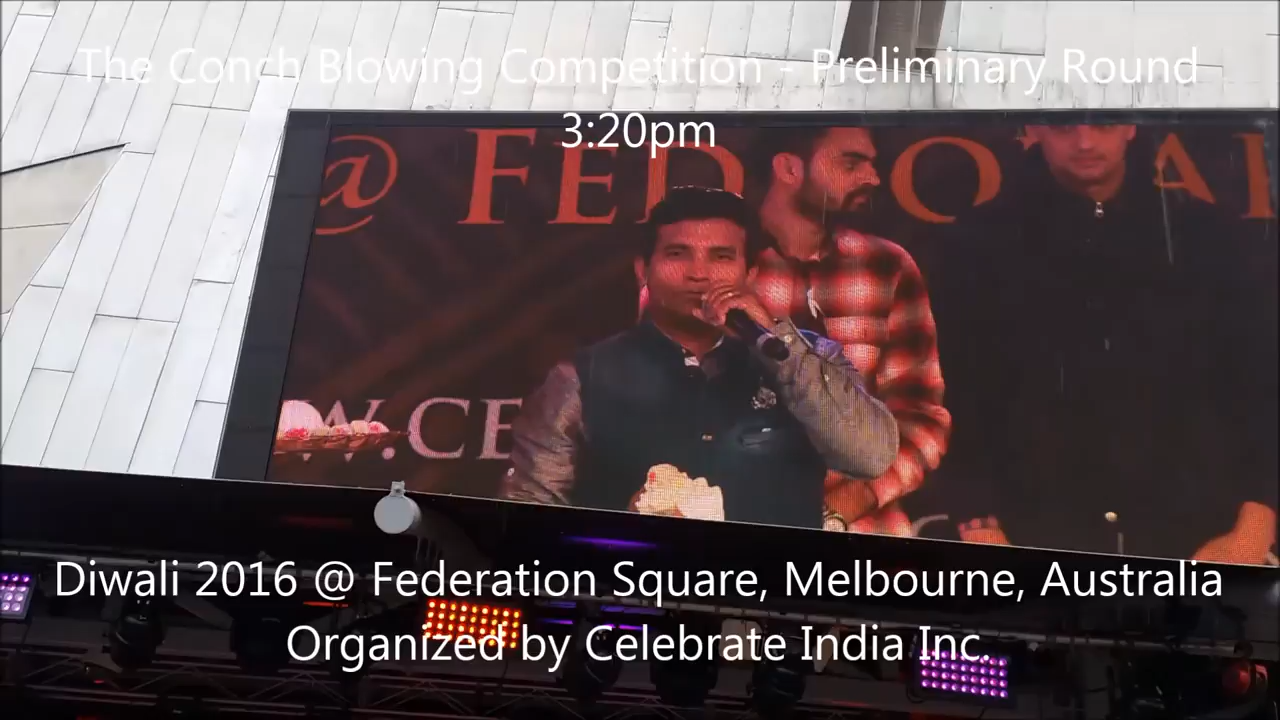 The Conch Blowing Competition - Preliminary Round
3:20pm
@ FED
W.CE
Diwali 2016 @ Federation Square, Melbourne, Australia
Organized by Celebrate India Inc.